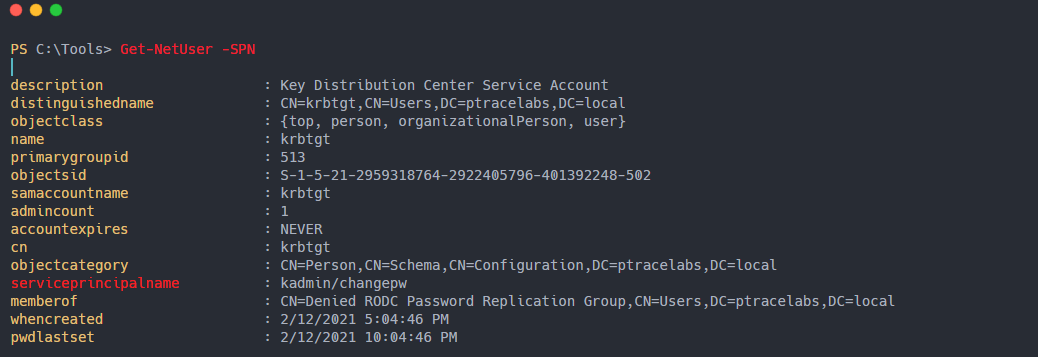 PS C:\Tools> Get-NetUser -SPN
description : Key Distribution Center Service Account
distinguishedname : CN=krbtgt,CN=Users,DC=ptracelabs,DC=local
objectclass : {top, person, organizationalPerson, user}
name : krbtgt
primarygroupid : 513
objectsid : S-1-5-21-2959318764-2922405796-401392248-502
samaccountname : krbtgt
admincount : 1
accountexpires : NEVER
cn : krbtgt
objectcategory : CN=Person,CN=Schema,CN=Configuration,DC=ptracelabs,DC=local
serviceprincipalname : kadmin/changepw
memberof : CN=Denied RODC Password Replication Group,CN=Users,DC=ptracelabs,DC=local
whencreated : 2/12/2021 5:04:46 PM
pwdlastset : 2/12/2021 10:04:46 PM